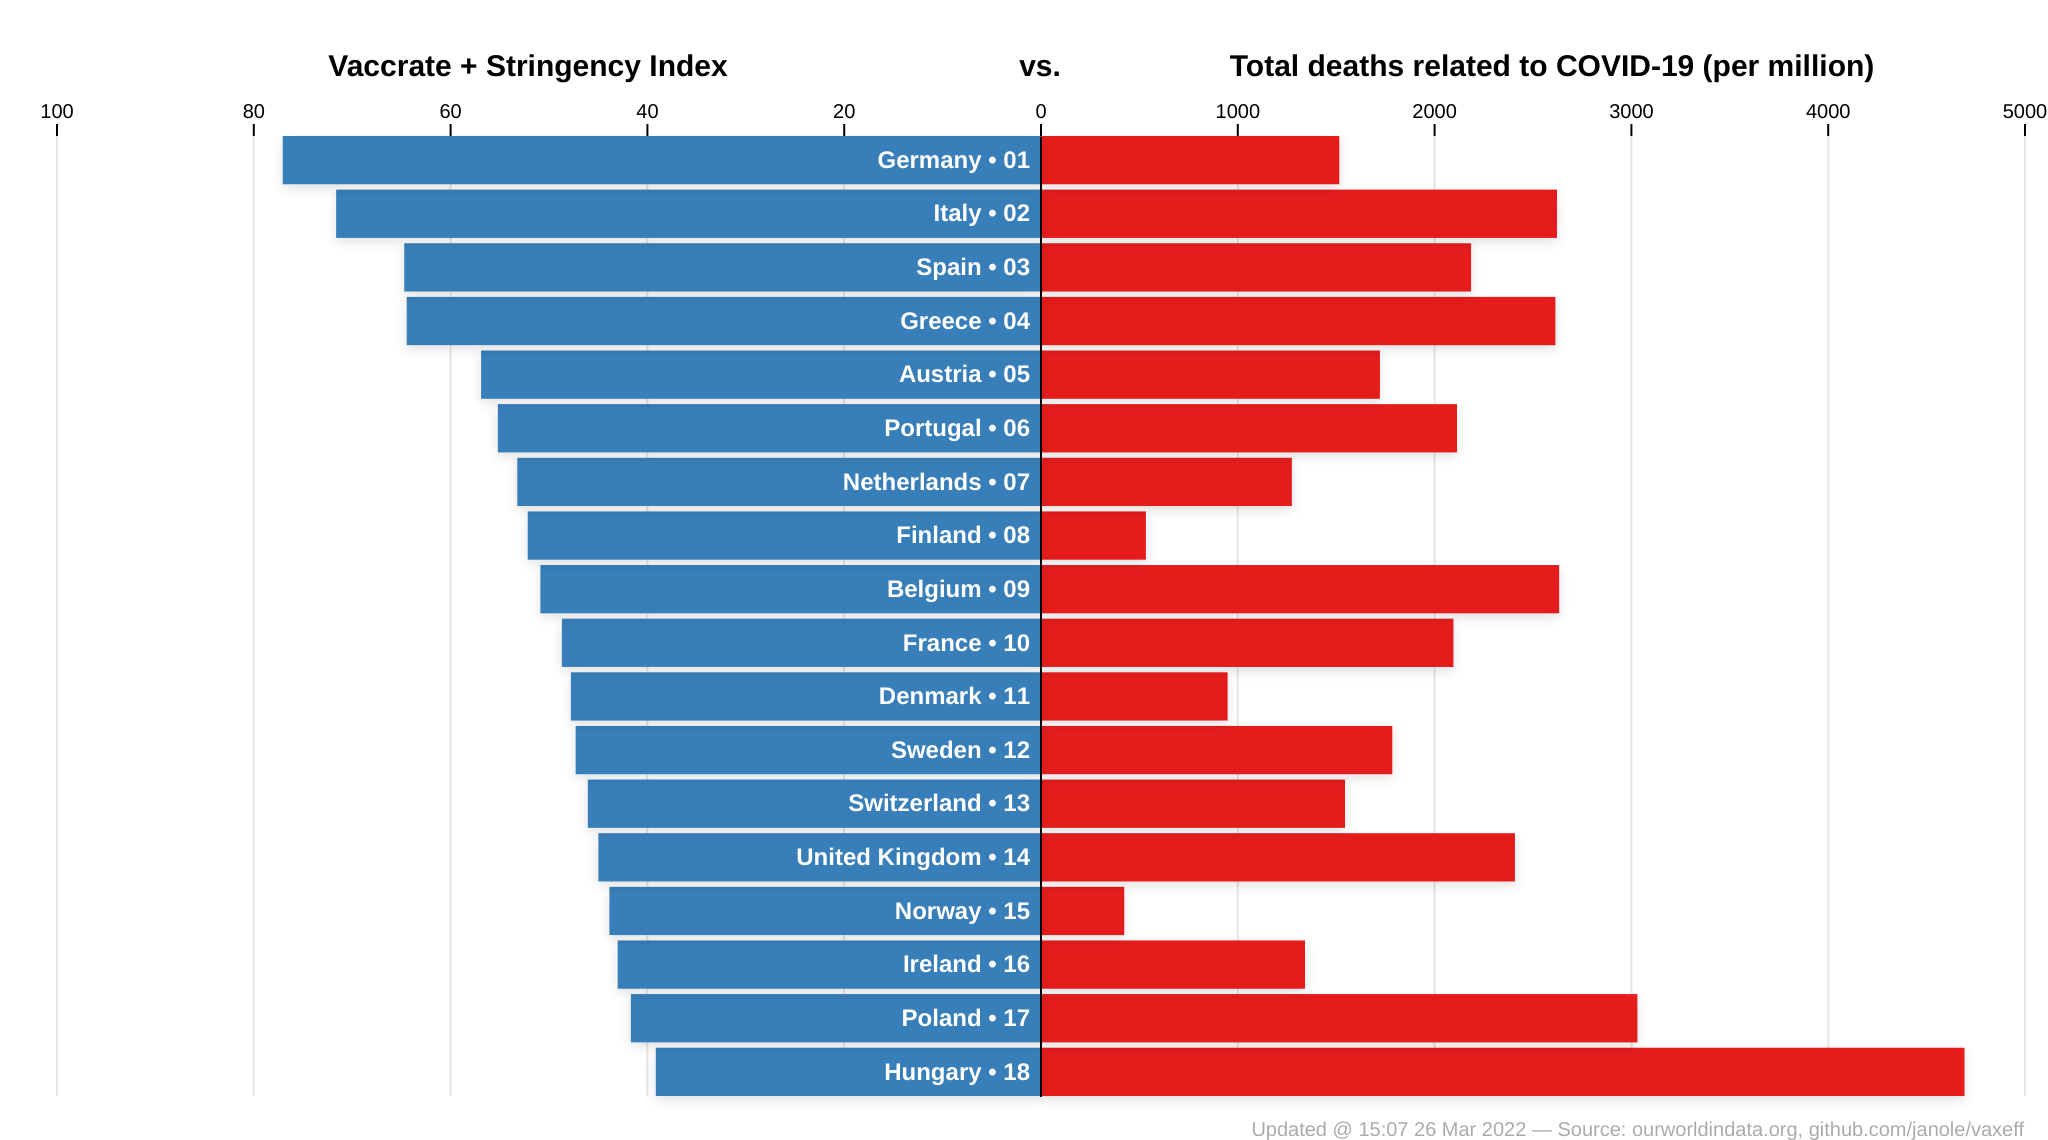 Vaccrate + Stringency Index vs. Total deaths related to COVID-19 (per million)
100 80 60 40 20 0 1000 2000 3000 4000 5000
Germany • 01
Italy • 02
Spain • 03
Greece • 04
Austria • 05
Portugal • 06
Netherlands • 07
Finland • 08
Belgium • 09
France • 10
Denmark • 11
Sweden • 12
Switzerland • 13
United Kingdom • 14
Norway • 15
Ireland • 16
Poland • 17
Hungary • 18
Updated @ 15:07 26 Mar 2022 — Source: ourworldindata.org, github.com/janole/vaxeff